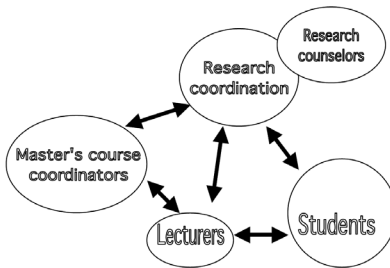 Research
counselors
Research
coordination
Master's course
coordinators
Lecturers
Students